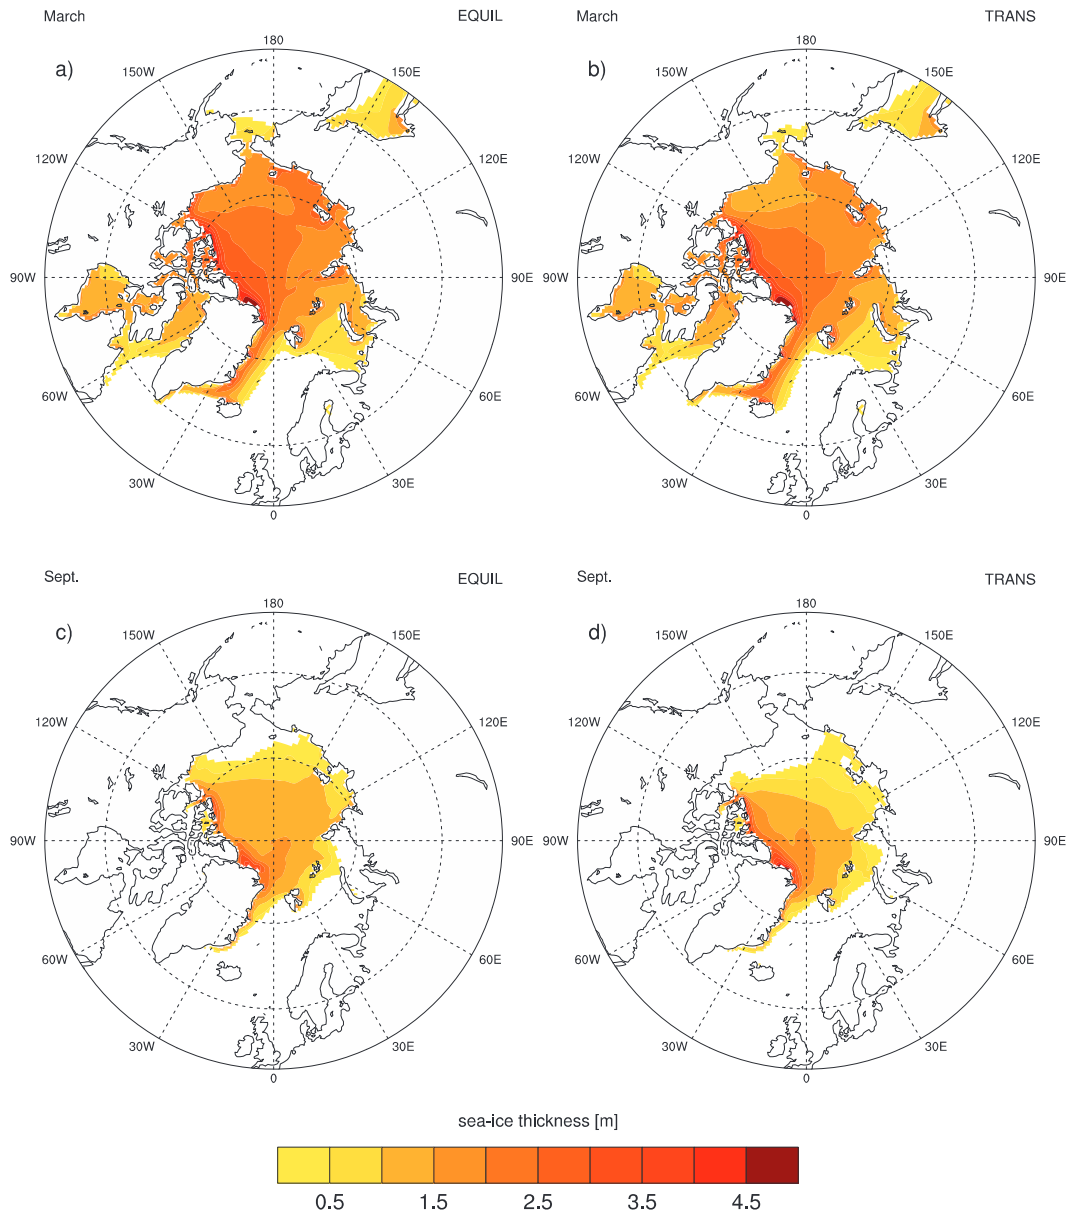 March EQUIL
a)
180
150W 150E
120W 120E
90W 90E
60W 60E
30W 30E
0
March TRANS
b)
180
150W 150E
120W 120E
90W 90E
60W 60E
30W 30E
0
Sept. EQUIL
c)
180
150W 150E
120W 120E
90W 90E
60W 60E
30W 30E
0
Sept. TRANS
d)
180
150W 150E
120W 120E
90W 90E
60W 60E
30W 30E
0
sea-ice thickness [m]
0.5 1.5 2.5 3.5 4.5